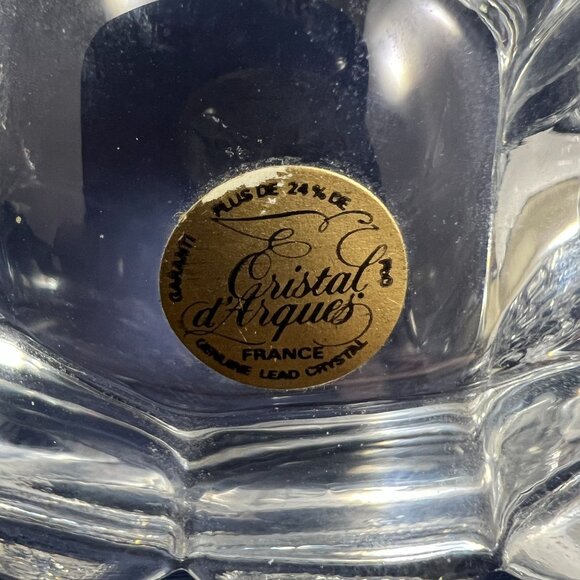 GARANTI PLUS DE 24% DE PbO
Cristal
d'Arques
FRANCE
GENUINE LEAD CRYSTAL